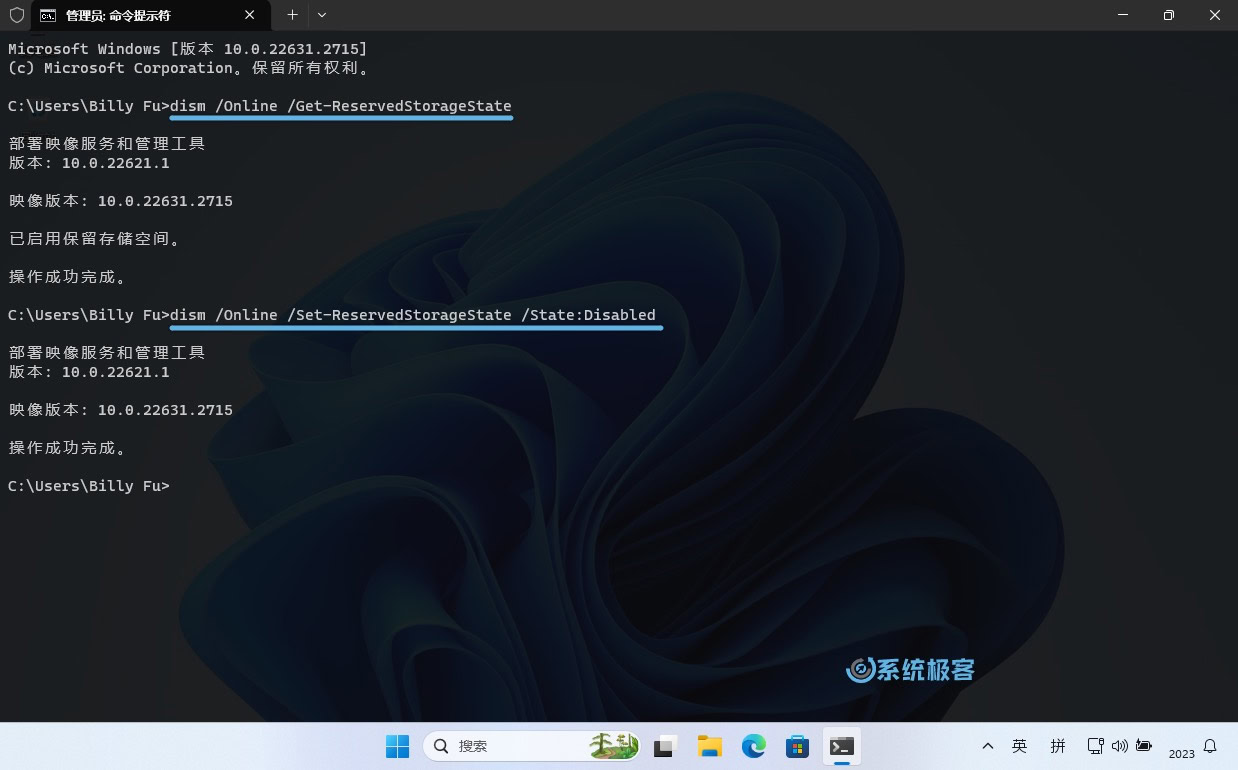 管理员: 命令提示符
Microsoft Windows [版本 10.0.22631.2715]
(c) Microsoft Corporation。保留所有权利。
C:\Users\Billy Fu>dism /Online /Get-ReservedStorageState
部署映像服务和管理工具
版本: 10.0.22621.1
映像版本: 10.0.22631.2715
已启用保留存储空间。
操作成功完成。
C:\Users\Billy Fu>dism /Online /Set-ReservedStorageState /State:Disabled
部署映像服务和管理工具
版本: 10.0.22621.1
映像版本: 10.0.22631.2715
操作成功完成。
C:\Users\Billy Fu>
系统极客
搜索
英
拼
2023